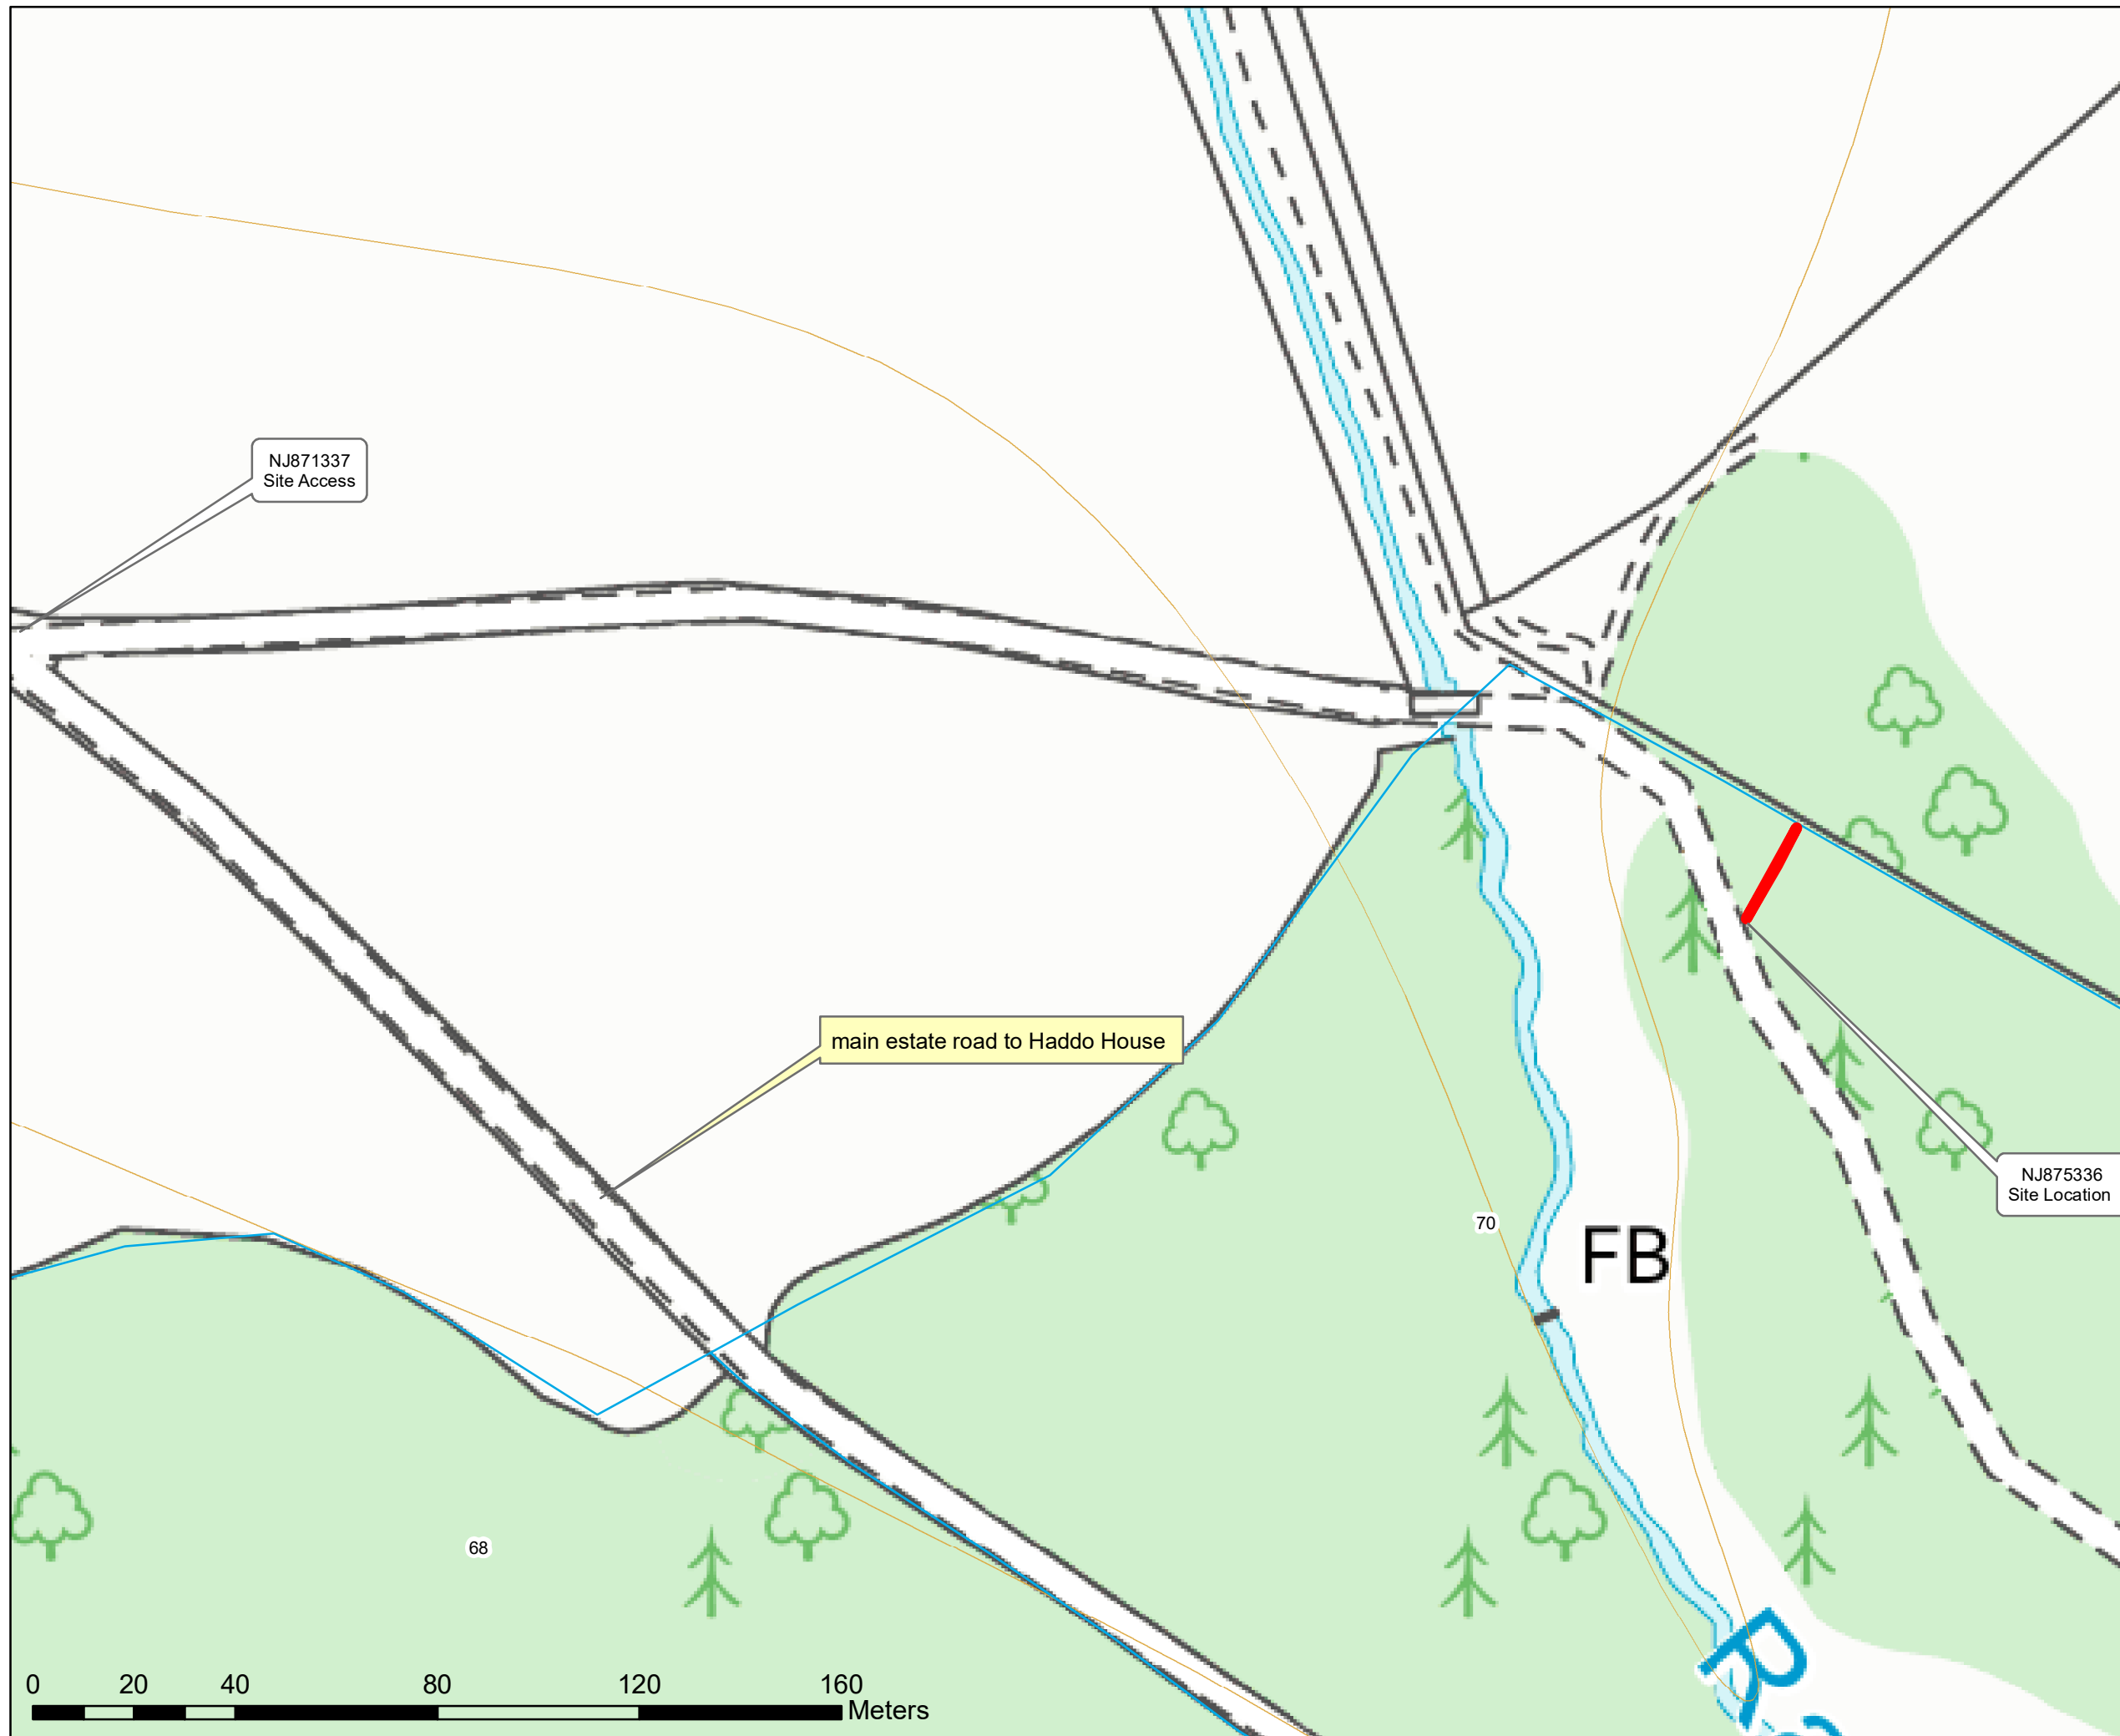 NJ871337
Site Access
main estate road to Haddo House
NJ875336
Site Location
70
FB
68
R
0 20 40 80 120 160
Meters